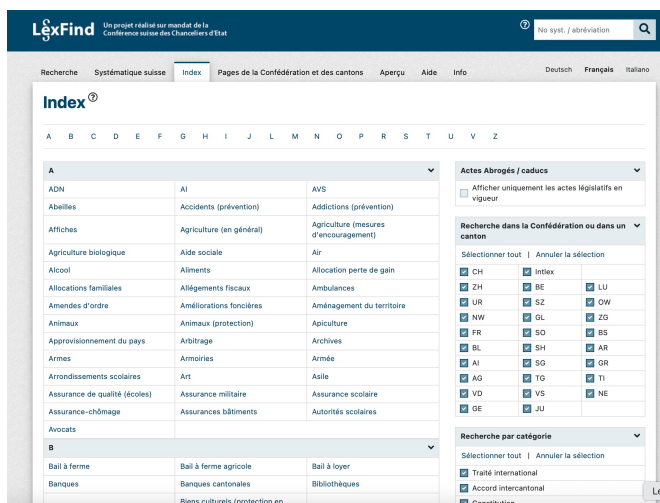 LexFind
Un projet réalisé sur mandat de la
Conférence suisse des Chanceliers d'Etat
No syst. / abréviation
Recherche Systématique suisse Index Pages de la Confédération et des cantons Aperçu Aide Info
Deutsch Français Italiano
Index
A B C D E F G H I J L M N O P R S T U V Z
A
ADN AI AVS
Abeilles Accidents (prévention) Addictions (prévention)
Affiches Agriculture (en général) Agriculture (mesures
d'encouragement)
Agriculture biologique Aide sociale Air
Alcool Aliments Allocation perte de gain
Allocations familiales Allégements fiscaux Ambulances
Amendes d'ordre Améliorations foncières Aménagement du territoire
Animaux Animaux (protection) Apiculture
Approvisionnement du pays Arbitrage Archives
Armes Armoiries Armée
Arrondissements scolaires Art Asile
Assurance de qualité (écoles) Assurance militaire Assurance scolaire
Assurance-chômage Assurances bâtiments Autorités scolaires
Avocats
B
Bail à ferme Bail à ferme agricole Bail à loyer
Banques Banques cantonales Bibliothèques
Biens culturels (protection en
Actes Abrogés / caducs
Afficher uniquement les actes législatifs en
vigueur
Recherche dans la Confédération ou dans un
canton
Sélectionner tout | Annuler la sélection
CH Intlex
ZH BE LU
UR SZ OW
NW GL ZG
FR SO BS
BL SH AR
AI SG GR
AG TG TI
VD VS NE
GE JU
Recherche par catégorie
Sélectionner tout | Annuler la sélection
Traité international
Accord intercantonal
Constitution
Le